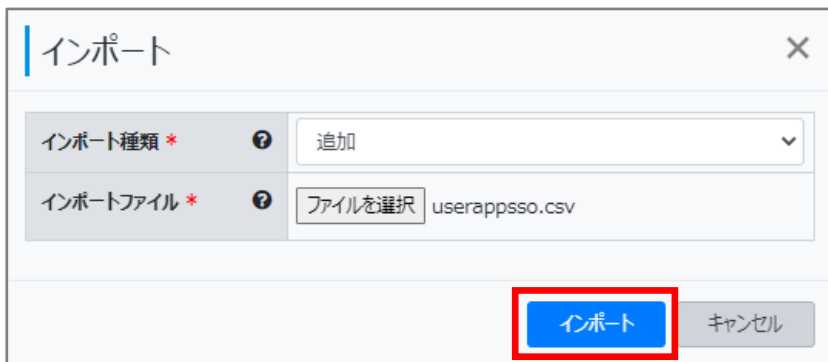 インポート ×
インポート種類 * ? 追加
インポートファイル * ? ファイルを選択 userappsso.csv
インポート キャンセル